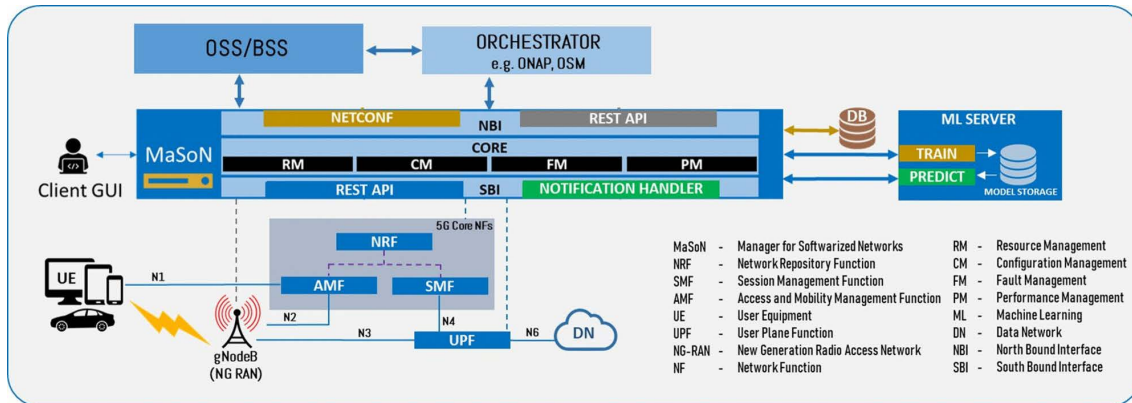 OSS/BSS
ORCHESTRATOR
e.g. ONAP, OSM
NETCONF
NBI
REST API
DB
ML SERVER
CORE
MaSoN
RM
CM
FM
PM
TRAIN
PREDICT
MODEL STORAGE
Client GUI
REST API
SBI
NOTIFICATION HANDLER
5G Core NFs
NRF
UE
N1
AMF
SMF
N2
N4
N3
UPF
N6
DN
gNodeB
(NG RAN)
MaSoN - Manager for Softwarized Networks
NRF - Network Repository Function
SMF - Session Management Function
AMF - Access and Mobility Management Function
UE - User Equipment
UPF - User Plane Function
NG-RAN - New Generation Radio Access Network
NF - Network Function
RM - Resource Management
CM - Configuration Management
FM - Fault Management
PM - Performance Management
ML - Machine Learning
DN - Data Network
NBI - North Bound Interface
SBI - South Bound Interface